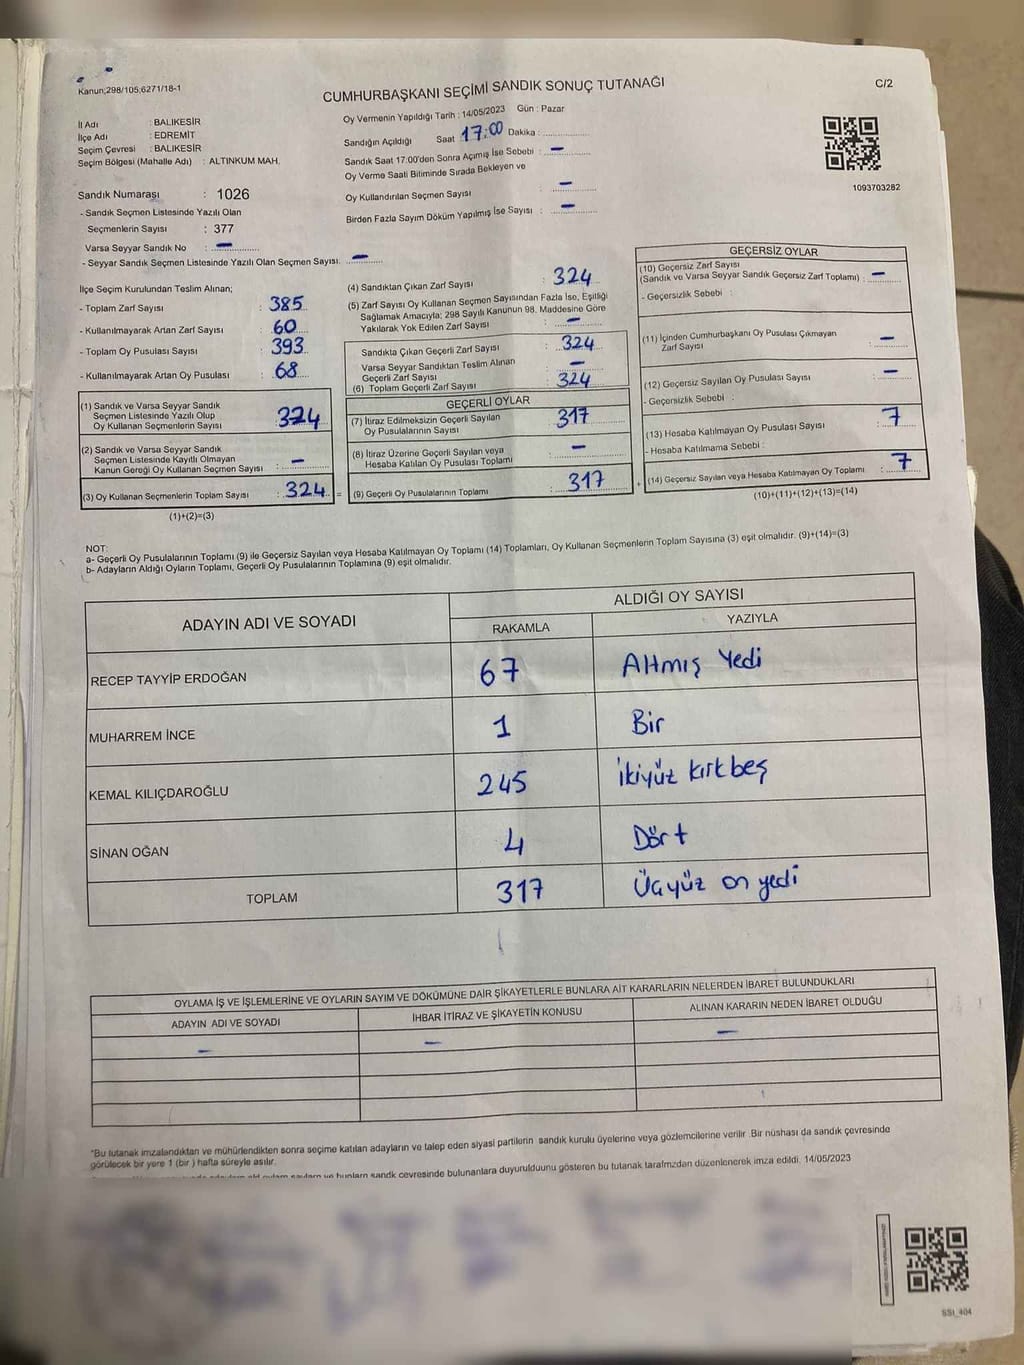 Kanun;298/105,6271/18-1
CUMHURBAŞKANI SEÇİMİ SANDIK SONUÇ TUTANAĞI
C/2
İl Adı : BALIKESİR
İlçe Adı : EDREMİT
Seçim Çevresi : BALIKESİR
Seçim Bölgesi (Mahalle Adı) : ALTINKUM MAH.
Sandık Numarası : 1026
- Sandık Seçmen Listesinde Yazılı Olan
Seçmenlerin Sayısı : 377
Varsa Seyyar Sandık No : –
- Seyyar Sandık Seçmen Listesinde Yazılı Olan Seçmen Sayısı: –
Oy Vermenin Yapıldığı Tarih : 14/05/2023 Gün : Pazar
Sandığın Açıldığı Saat 17:00 Dakika :
Sandık Saat 17:00'den Sonra Açımış İse Sebebi : –
Oy Verme Saati Bitiminde Sırada Bekleyen ve
Oy Kullandırılan Seçmen Sayısı –
Birden Fazla Sayım Döküm Yapılmış İse Sayısı : –
1093703282
İlçe Seçim Kurulundan Teslim Alınan;
- Toplam Zarf Sayısı : 385
- Kullanılmayarak Artan Zarf Sayısı : 60
- Toplam Oy Pusulası Sayısı : 393
- Kullanılmayarak Artan Oy Pusulası : 68
(1) Sandık ve Varsa Seyyar Sandık
Seçmen Listesinde Yazılı Olup
Oy Kullanan Seçmenlerin Sayısı : 324
(2) Sandık ve Varsa Seyyar Sandık
Seçmen Listesinde Kayıtlı Olmayan
Kanun Gereği Oy Kullanan Seçmen Sayısı : –
(3) Oy Kullanan Seçmenlerin Toplam Sayısı : 324 =
(1)+(2)=(3)
(4) Sandıktan Çıkan Zarf Sayısı : 324
(5) Zarf Sayısı Oy Kullanan Seçmen Sayısından Fazla İse, Eşitliği
Sağlamak Amacıyla; 298 Sayılı Kanunun 98. Maddesine Göre
Yakılarak Yok Edilen Zarf Sayısı : –
Sandıkta Çıkan Geçerli Zarf Sayısı : 324
Varsa Seyyar Sandıktan Teslim Alınan
Geçerli Zarf Sayısı : –
(6) Toplam Geçerli Zarf Sayısı : 324
GEÇERLİ OYLAR
(7) İtiraz Edilmeksizin Geçerli Sayılan
Oy Pusulalarının Sayısı : 317
(8) İtiraz Üzerine Geçerli Sayılan veya
Hesaba Katılan Oy Pusulası Toplamı : –
(9) Geçerli Oy Pusulalarının Toplamı : 317 +
GEÇERSİZ OYLAR
(10) Geçersiz Zarf Sayısı
(Sandık ve Varsa Seyyar Sandık Geçersiz Zarf Toplamı) : –
- Geçersizlik Sebebi :
(11) İçinden Cumhurbaşkanı Oy Pusulası Çıkmayan
Zarf Sayısı : –
(12) Geçersiz Sayılan Oy Pusulası Sayısı : –
- Geçersizlik Sebebi :
(13) Hesaba Katılmayan Oy Pusulası Sayısı : 7
- Hesaba Katılmama Sebebi :
(14) Geçersiz Sayılan veya Hesaba Katılmayan Oy Toplamı : 7
(10)+(11)+(12)+(13)=(14)
NOT:
a- Geçerli Oy Pusulalarının Toplamı (9) ile Geçersiz Sayılan veya Hesaba Katılmayan Oy Toplamı (14) Toplamları, Oy Kullanan Seçmenlerin Toplam Sayısına (3) eşit olmalıdır. (9)+(14)=(3)
b- Adayların Aldığı Oyların Toplamı, Geçerli Oy Pusulalarının Toplamına (9) eşit olmalıdır.
ADAYIN ADI VE SOYADI
ALDIĞI OY SAYISI
RAKAMLA YAZIYLA
RECEP TAYYİP ERDOĞAN 67 Altmış Yedi
MUHARREM İNCE 1 Bir
KEMAL KILIÇDAROĞLU 245 ikiyüz kırkbeş
SİNAN OĞAN 4 Dört
TOPLAM 317 Üçyüz on yedi
OYLAMA İŞ VE İŞLEMLERİNE VE OYLARIN SAYIM VE DÖKÜMÜNE DAİR ŞİKAYETLERLE BUNLARA AİT KARARLARIN NELERDEN İBARET BULUNDUKLARI
ADAYIN ADI VE SOYADI İHBAR İTİRAZ VE ŞİKAYETİN KONUSU ALINAN KARARIN NEDEN İBARET OLDUĞU
– – –
*Bu tutanak imzalandıktan ve mühürlendikten sonra seçime katılan adayların ve talep eden siyasi partilerin sandık kurulu üyelerine veya gözlemcilerine verilir. Bir nüshası da sandık çevresinde
görülecek bir yere 1 (bir ) hafta süreyle asılır.
sandk cevresinde bulunanlara duyurulduunu gösteren bu tutanak tarafmzdan düzenlenerek imza edildi. 14/05/2023
SSI_404